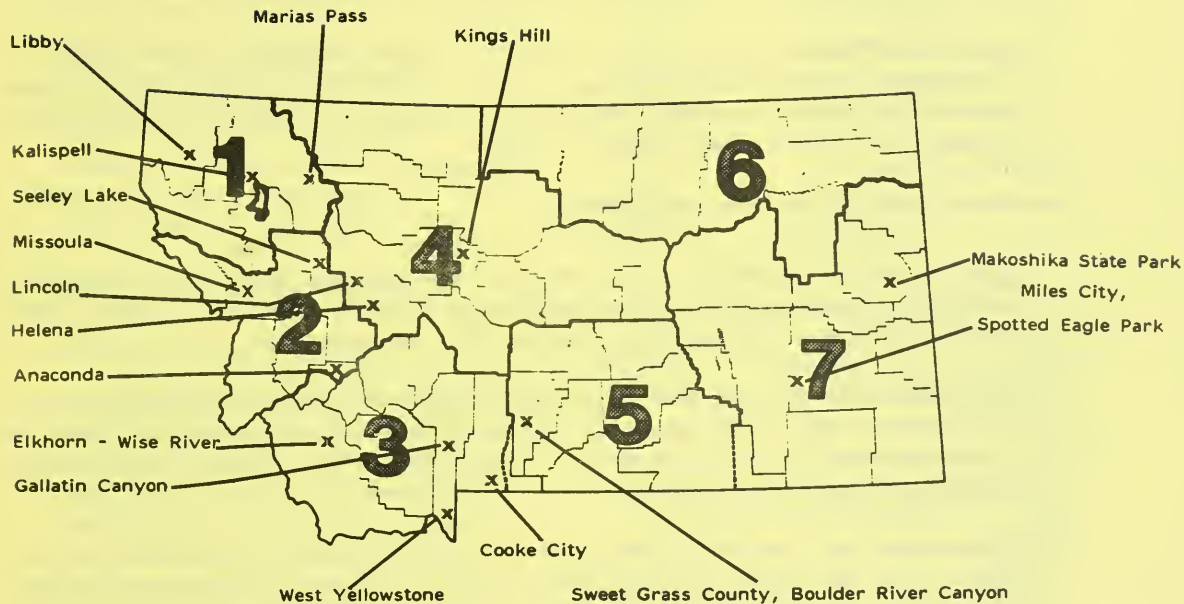 Marias Pass
Libby
Kings Hill
1
6
Kalispell
4
Seeley Lake
4
Missoula
Makoshika State Park
Lincoln
Miles City,
2
Helena
Spotted Eagle Park
7
Anaconda
5
3
Elkhorn - Wise River
Gallatin Canyon
Cooke City
West Yellowstone
Sweet Grass County, Boulder River Canyon